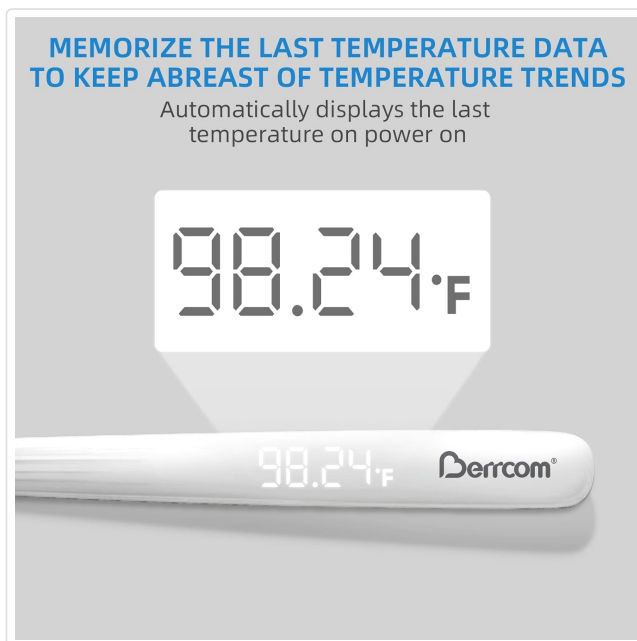 MEMORIZE THE LAST TEMPERATURE DATA
TO KEEP ABREAST OF TEMPERATURE TRENDS
Automatically displays the last
temperature on power on
98.24°F
98.24°F
Berrcom®